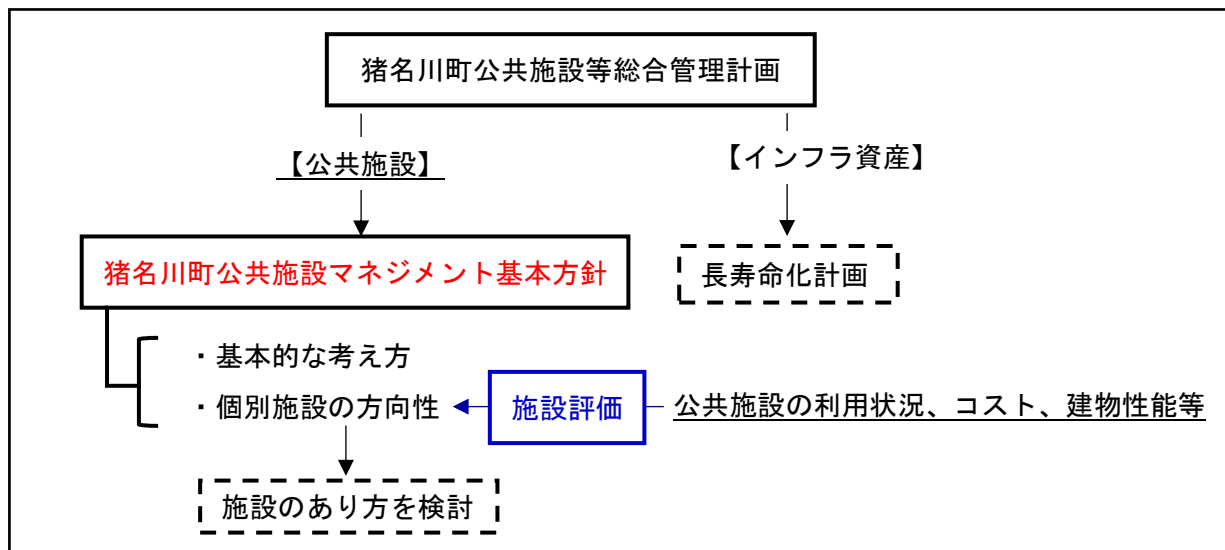 猪名川町公共施設等総合管理計画
【公共施設】
【インフラ資産】
猪名川町公共施設マネジメント基本方針
長寿命化計画
・基本的な考え方
・個別施設の方向性
施設評価
公共施設の利用状況、コスト、建物性能等
施設のあり方を検討